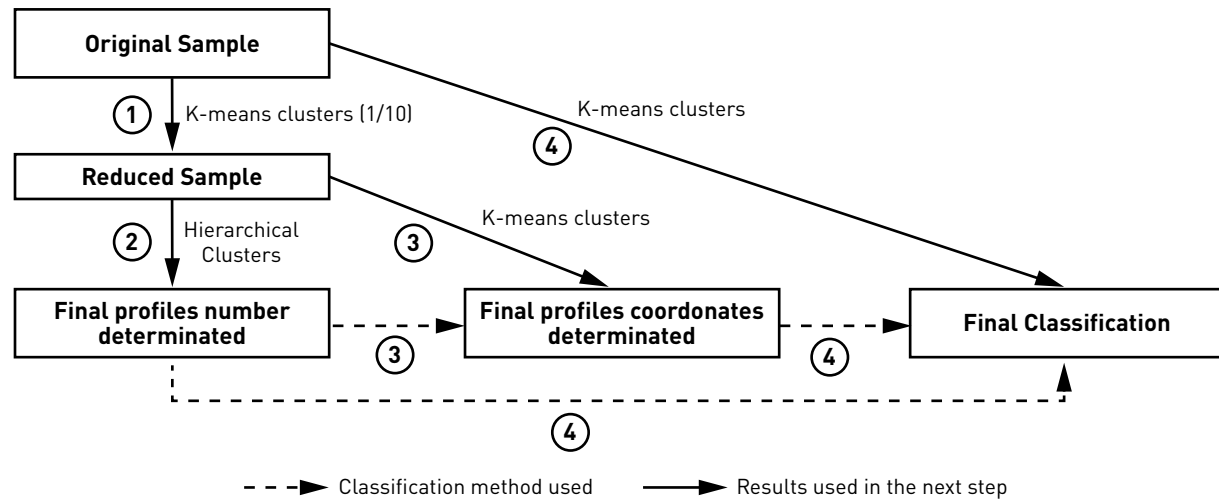 Original Sample
1
K-means clusters (1/10)
K-means clusters
4
Reduced Sample
2
Hierarchical
Clusters
3
K-means clusters
Final profiles number
determinated
3
Final profiles coordonates
determinated
4
Final Classification
4
Classification method used
Results used in the next step